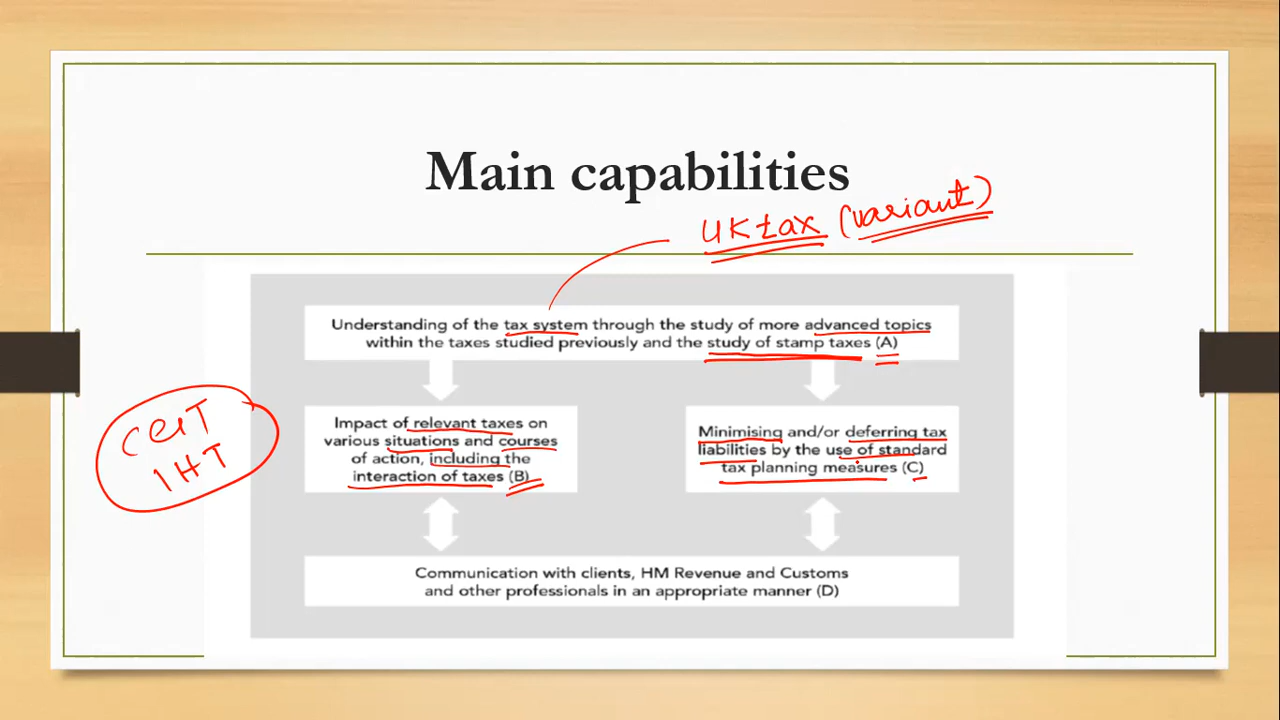 Main capabilities
UK tax (variant)
Understanding of the tax system through the study of more advanced topics
within the taxes studied previously and the study of stamp taxes (A)
CGT
IHT
Impact of relevant taxes on
various situations and courses
of action, including the
interaction of taxes (B)
Minimising and/or deferring tax
liabilities by the use of standard
tax planning measures (C)
Communication with clients, HM Revenue and Customs
and other professionals in an appropriate manner (D)